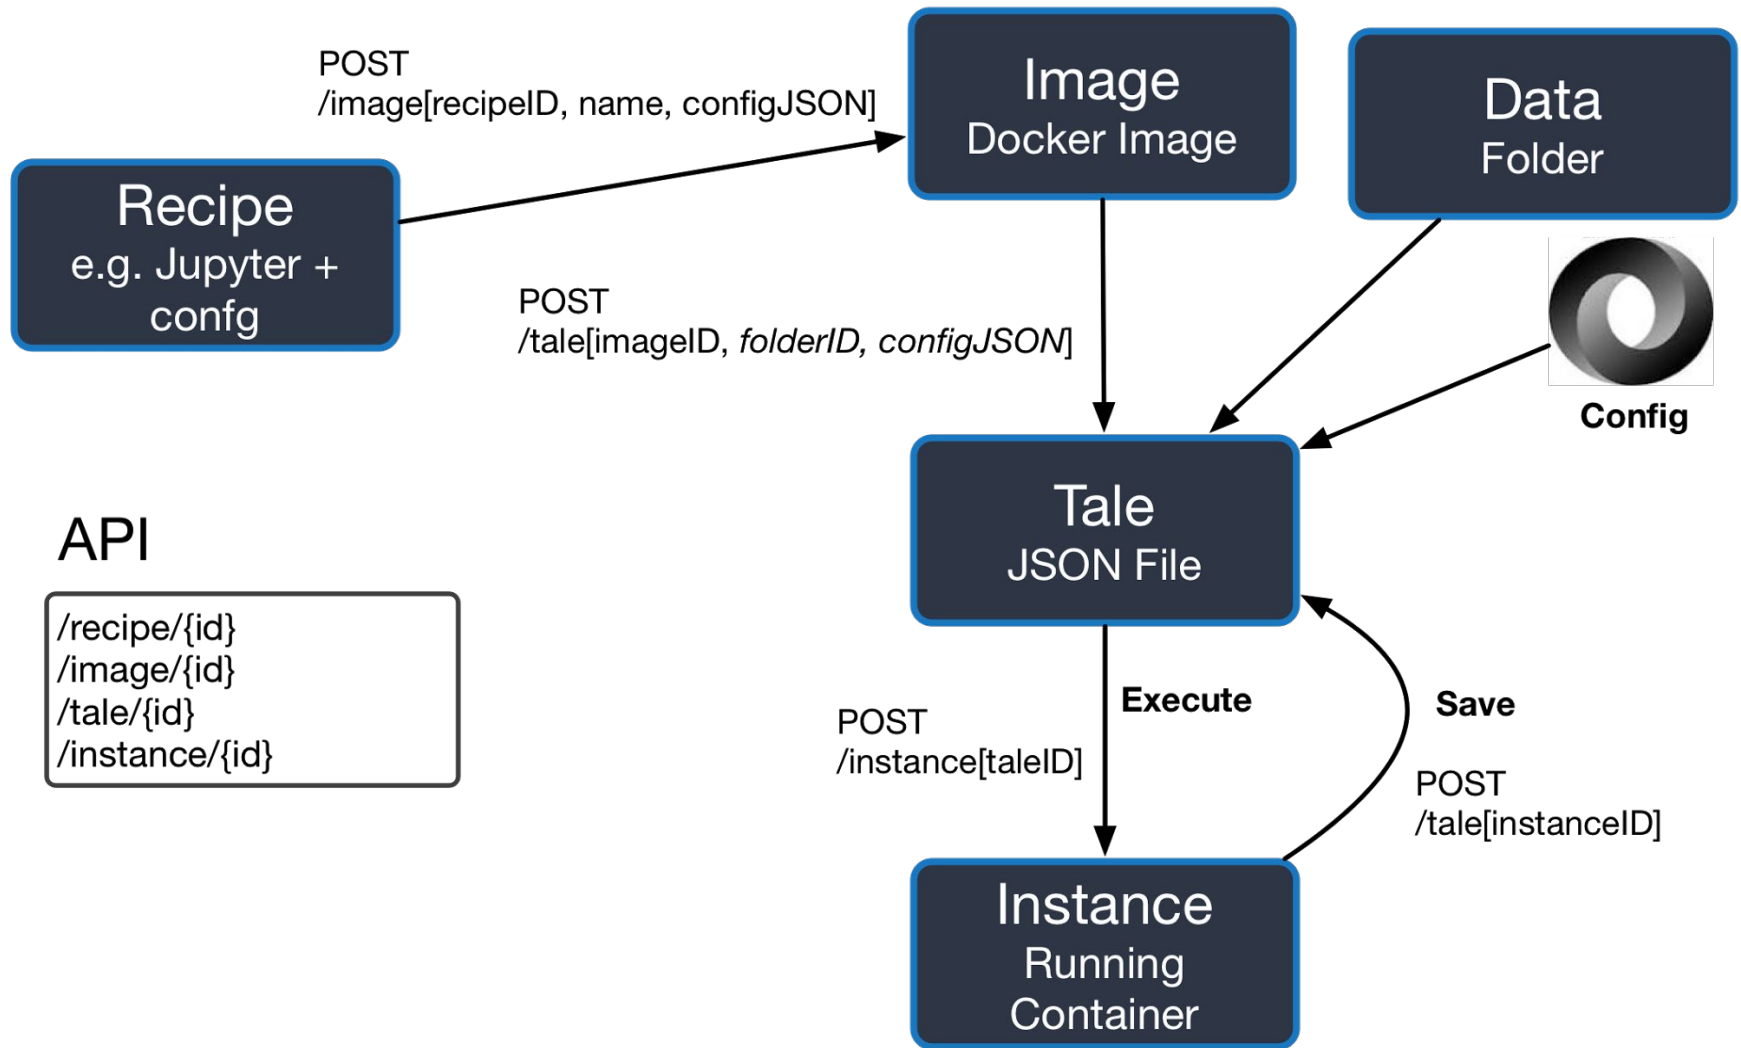 POST
/image[recipeID, name, configJSON]
Image
Docker Image
Data
Folder
Recipe
e.g. Jupyter +
confg
POST
/tale[imageID, folderID, configJSON]
Config
Tale
JSON File
API
/recipe/{id}
/image/{id}
/tale/{id}
/instance/{id}
Execute
POST
/instance[taleID]
Save
POST
/tale[instanceID]
Instance
Running
Container